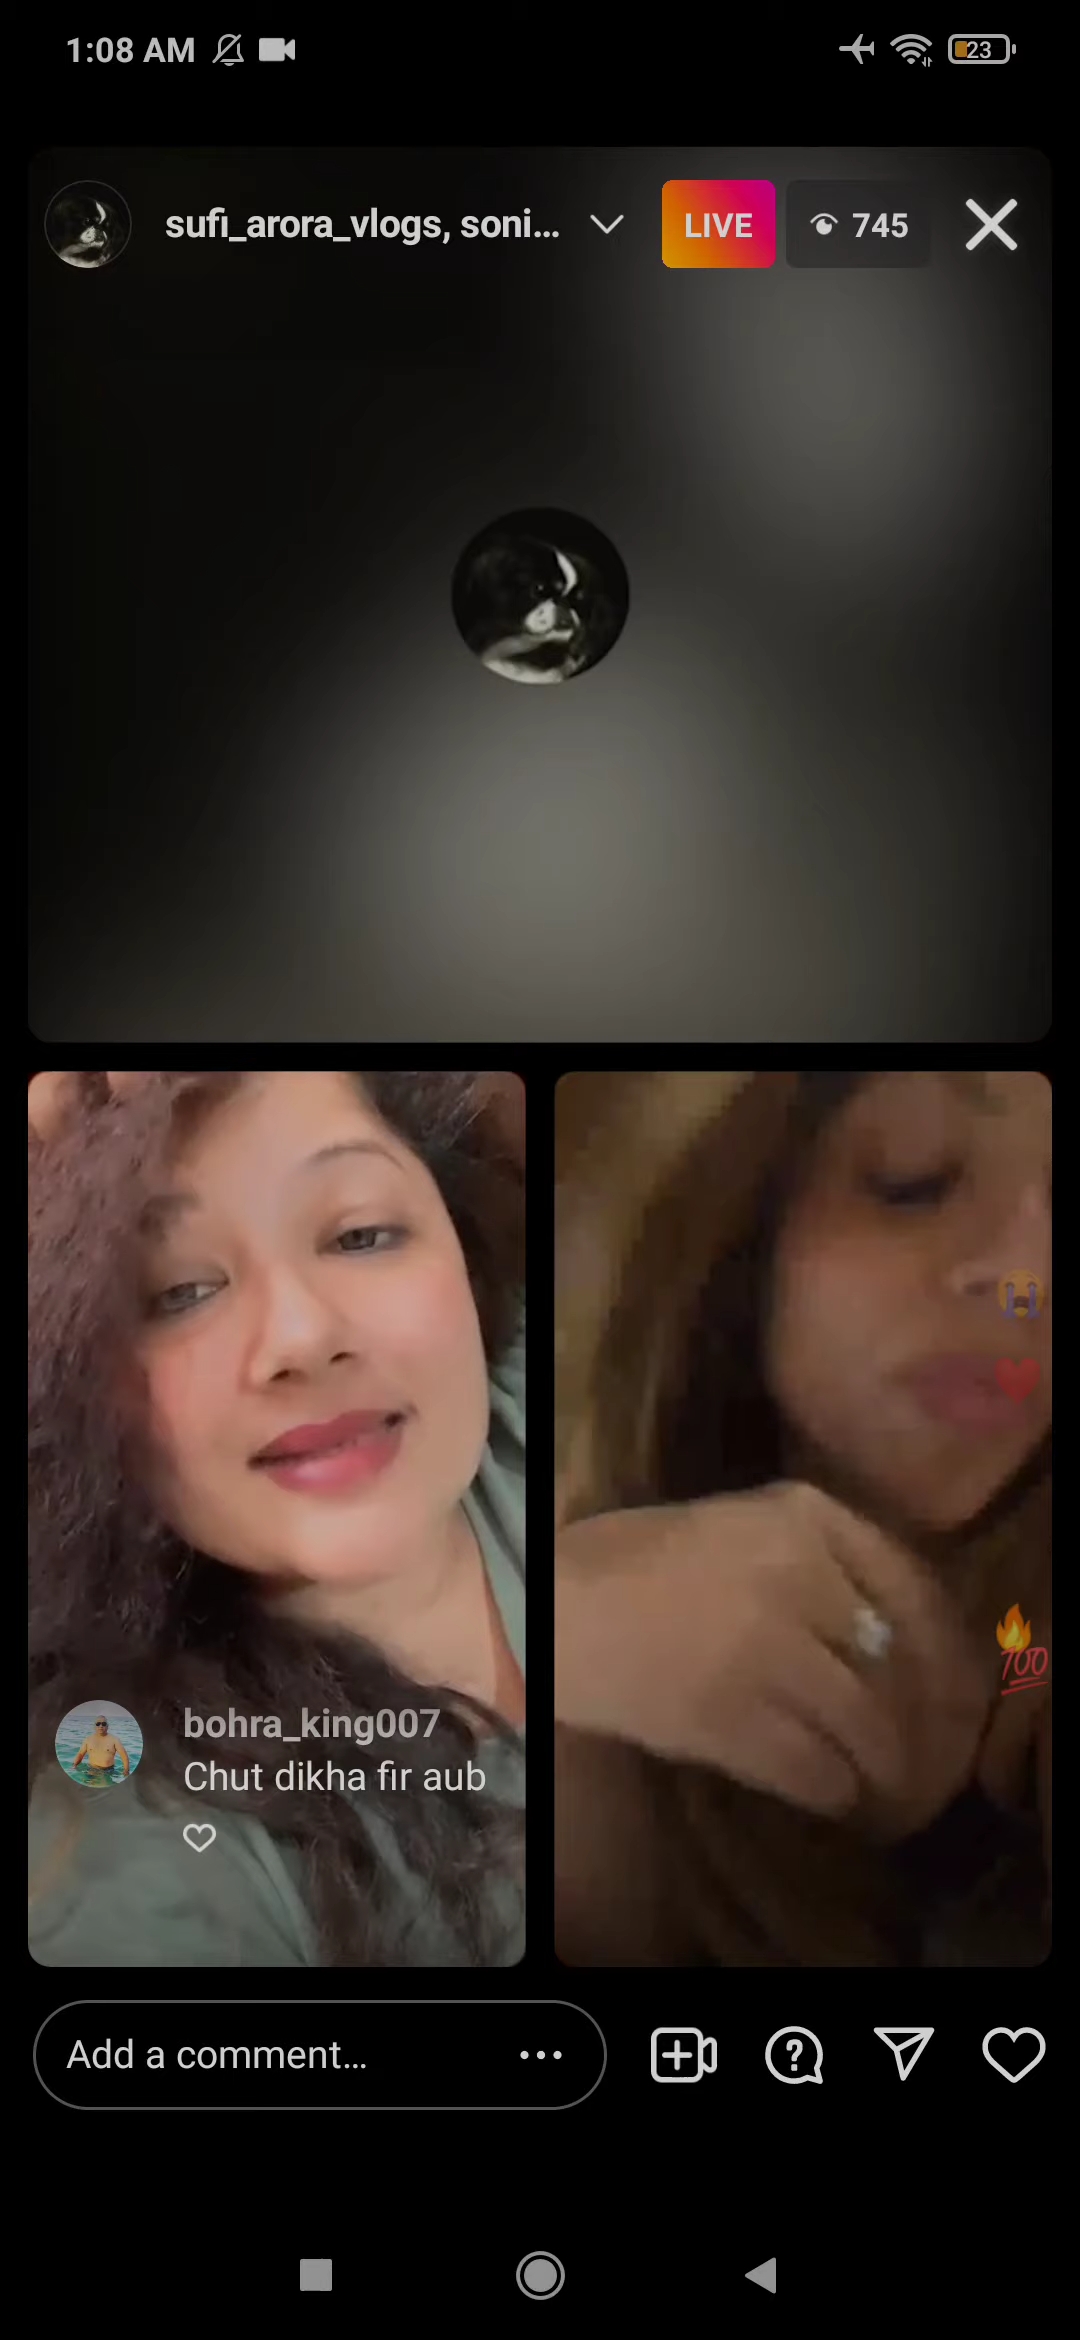 1:08 AM 23
sufi_arora_vlogs, soni... LIVE 745
bohra_king007
Chut dikha fir aub
100
Add a comment...